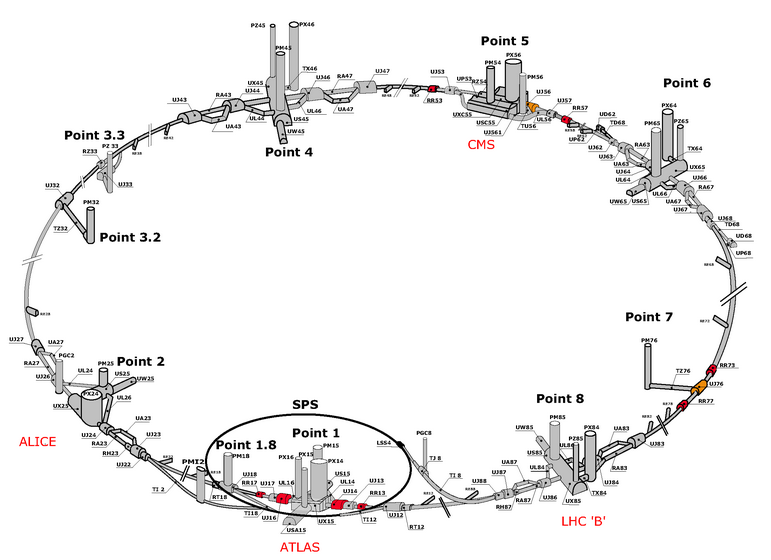 PZ45
PX46
PM45
Point 5
PX56
TX46
RA47
UJ47
UJ46
UJ53
UP53
PM54
RZ54
PM56
Point 6
UX45
UJ44
RA43
UJ43
UA47
UL46
UL44
US45
UA43
UW45
Point 4
RR53
UJ56
UJ57
UL56
RR57
UXC55
USC55
UJ561
TU56
CMS
UP62
UD62
TD68
UJ62
UJ63
PX64
PM65
PZ65
RA63
UA63
UJ64
UL64
TX64
UX65
UJ66
RA67
UW65
US65
UL66
UA67
UJ67
UJ68
TD68
UD68
UP68
Point 3.3
PZ 33
RZ33
UJ33
UJ32
PM32
TZ32
Point 3.2
Point 7
PM76
TZ76
RR73
UJ76
RR77
UJ27
UA27
PGC2
RA27
UJ26
UL24
PM25
Point 2
US25
UW25
PX24
UX25
UL26
UA23
UJ24
RA23
UJ23
RH23
UJ22
ALICE
SPS
Point 1.8
Point 1
PM18
PMI2
PM15
PX16
PX15
PX14
US15
UL14
UJ18
RR17
UJ17
UL16
UJ14
UJ13
RR13
RT18
TI 2
TI18
UJ16
USA15
UX15
TI12
UJ12
RT12
ATLAS
LSS4
PGC8
TJ 8
TI 8
UJ88
UJ87
UA87
RH87
RA87
UJ86
Point 8
PM85
UW85
US85
UL84
PZ85
PX84
UA83
RA83
UJ83
UJ84
TX84
UX85
LHC 'B'